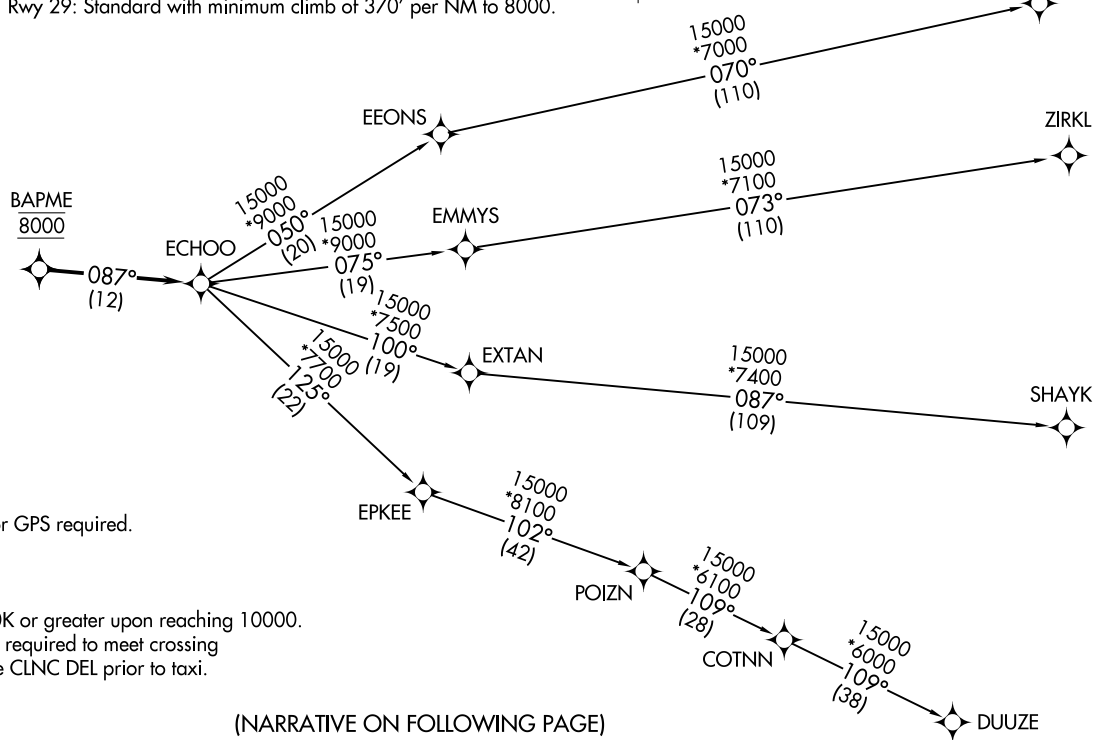 Rwy 29: Standard with minimum climb of 370' per NM to 8000.
15000
*7000
070°
(110)
EEONS
ZIRKL
15000
*7100
073°
(110)
BAPME
8000
15000
*9000
050°
(20)
EMMYS
15000
*9000
075°
(19)
ECHOO
087°
(12)
15000
*7500
100°
(19)
EXTAN
15000
*7400
087°
(109)
SHAYK
15000
*7700
125°
(22)
EPKEE
15000
*8100
102°
(42)
POIZN
15000
*6100
109°
(28)
COTNN
15000
*6000
109°
(38)
DUUZE
GPS required.
or greater upon reaching 10000.
required to meet crossing
CLNC DEL prior to taxi.
(NARRATIVE ON FOLLOWING PAGE)